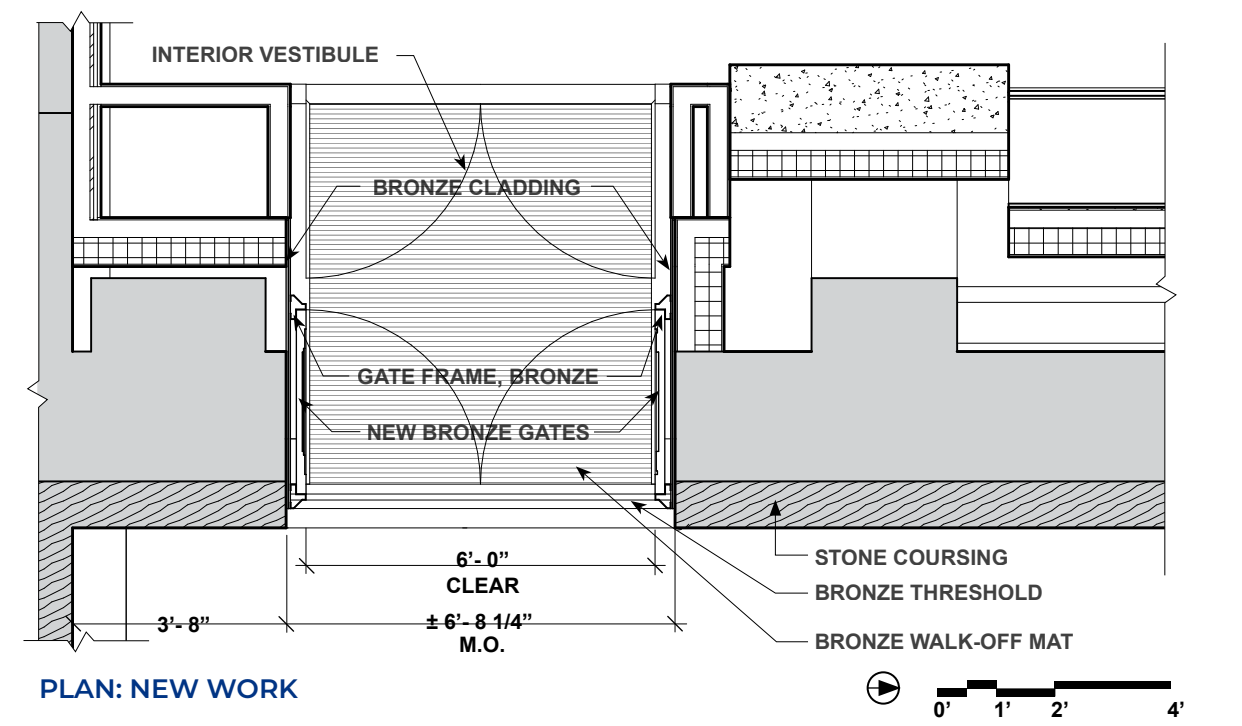 INTERIOR VESTIBULE
BRONZE CLADDING
GATE FRAME, BRONZE
NEW BRONZE GATES
6’- 0”
CLEAR
STONE COURSING
BRONZE THRESHOLD
3’- 8”
± 6’- 8 1/4”
M.O.
BRONZE WALK-OFF MAT
PLAN: NEW WORK
0’ 1’ 2’ 4’